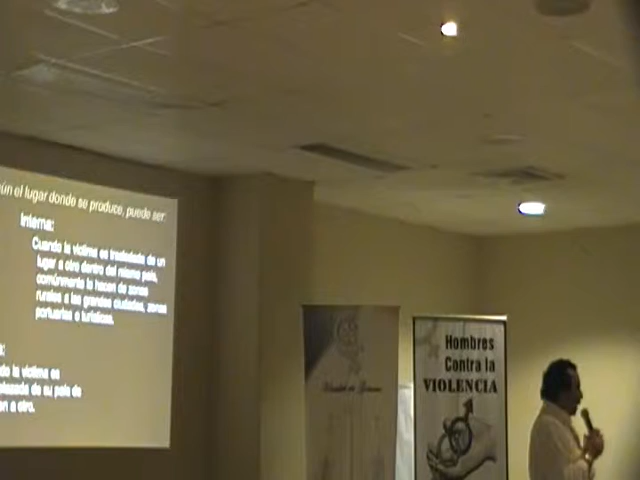 ún el lugar donde se produce, puede ser:
Interna:
Cuando la víctima es trasladada de un
lugar a otro dentro del mismo país,
comúnmente lo hacen de zonas
rurales a las grandes ciudades, zonas
portuarias o turísticas.
do la víctima es
de su país de
n a otro.
Hombres
Contra la
VIOLENCIA